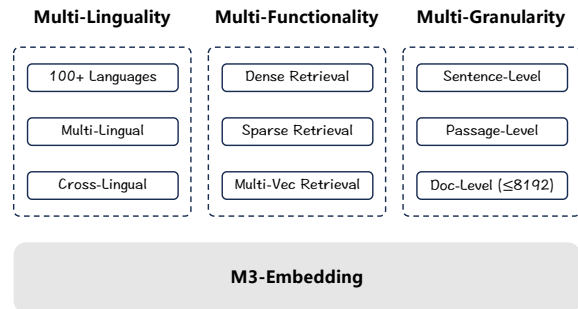 Multi-Linguality
Multi-Functionality
Multi-Granularity
100+ Languages
Dense Retrieval
Sentence-Level
Multi-Lingual
Sparse Retrieval
Passage-Level
Cross-Lingual
Multi-Vec Retrieval
Doc-Level (≤8192)
M3-Embedding